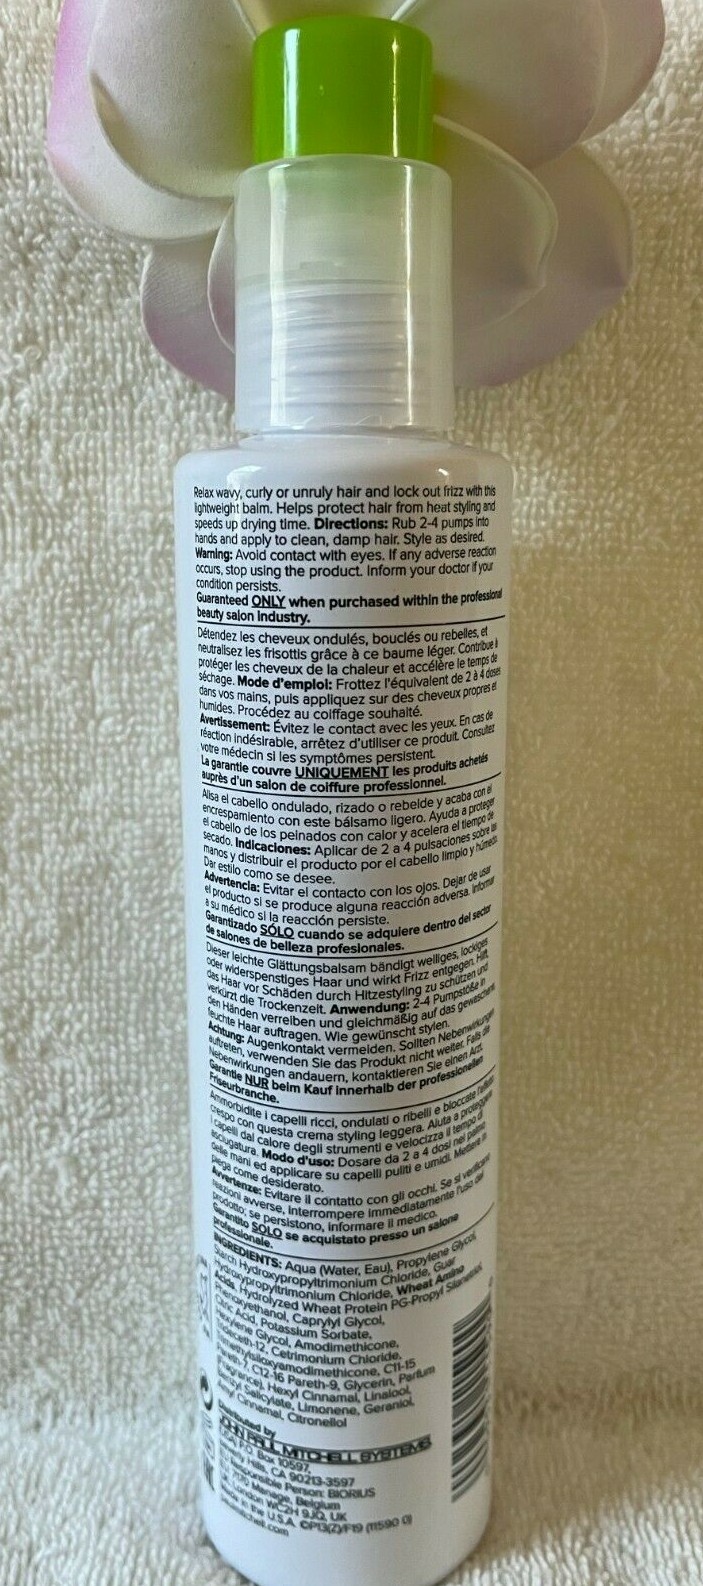 Relax wavy, curly or unruly hair and lock out frizz with this
lightweight balm. Helps protect hair from heat styling and
speeds up drying time. Directions: Rub 2-4 pumps into
hands and apply to clean, damp hair. Style as desired.
Warning: Avoid contact with eyes. If any adverse reaction
occurs, stop using the product. Inform your doctor if your
condition persists.
Guaranteed ONLY when purchased within the professional
beauty salon industry.
Détendez les cheveux ondulés, bouclés ou rebelles, et
neutralisez les frisottis grâce à ce baume léger. Contribue à
protéger les cheveux de la chaleur et accélère le temps de
séchage. Mode d'emploi: Frottez l'équivalent de 2 à 4 doses
dans vos mains, puis appliquez sur des cheveux propres et
humides. Procédez au coiffage souhaité.
Avertissement: Évitez le contact avec les yeux. En cas de
réaction indésirable, arrêtez d'utiliser ce produit. Consultez
votre médecin si les symptômes persistent.
La garantie couvre UNIQUEMENT les produits achetés
auprès d'un salon de coiffure professionnel.
Alisa el cabello ondulado, rizado o rebelde y acaba con el
encrespamiento con este bálsamo ligero. Ayuda a proteger
el cabello de los peinados con calor y acelera el tiempo de
secado. Indicaciones: Aplicar de 2 a 4 pulsaciones sobre las
manos y distribuir el producto por el cabello limpio y húmedo.
Dar estilo como se desee.
Advertencia: Evitar el contacto con los ojos. Dejar de usar
el producto si se produce alguna reacción adversa. Informar
a su médico si la reacción persiste.
Garantizado SÓLO cuando se adquiere dentro del sector
de salones de belleza profesionales.
Dieser leichte Glättungsbalsam bändigt welliges, lockiges
oder widerspenstiges Haar und wirkt Frizz entgegen. Hilft,
das Haar vor Schäden durch Hitzestyling zu schützen und
verkürzt die Trockenzeit. Anwendung: 2-4 Pumpstöße in
den Händen verreiben und gleichmäßig auf das gewaschene,
feuchte Haar auftragen. Wie gewünscht stylen.
Achtung: Augenkontakt vermeiden. Sollten Nebenwirkungen
auftreten, verwenden Sie das Produkt nicht weiter. Falls die
Nebenwirkungen andauern, kontaktieren Sie einen Arzt.
Garantie NUR beim Kauf innerhalb der professionellen
Friseurbranche.
Ammorbidite i capelli ricci, ondulati o ribelli e bloccate l'effetto
crespo con questa crema styling leggera. Aiuta a proteggere
i capelli dal calore degli strumenti e velocizza il tempo di
asciugatura. Modo d'uso: Dosare da 2 a 4 dosi nel palmo
delle mani ed applicare su capelli puliti e umidi. Mettere in
piega come desiderato.
Avvertenze: Evitare il contatto con gli occhi. Se si verificano
reazioni avverse, interrompere immediatamente l'uso del
prodotto; se persistono, informare il medico.
Garantito SOLO se acquistato presso un salone
professionale.
INGREDIENTS: Aqua (Water, Eau), Propylene Glycol,
Starch Hydroxypropyltrimonium Chloride, Guar
Hydroxypropyltrimonium Chloride, Wheat Amino
Acids, Hydrolyzed Wheat Protein PG-Propyl Silanetriol,
Phenoxyethanol, Caprylyl Glycol,
Citric Acid, Potassium Sorbate,
Hexylene Glycol, Amodimethicone,
Trideceth-12, Cetrimonium Chloride,
C11-15
Pareth-7, C12-16 Pareth-9, Glycerin, Parfum
(Fragrance), Hexyl Cinnamal, Linalool,
Benzyl Salicylate, Limonene, Geraniol,
Amyl Cinnamal, Citronellol
Distributed by
JOHN PAUL MITCHELL SYSTEMS
P.O. Box 10597,
Hills, CA 90213-3597
Responsible Person: BIORIUS
Manage, Belgium
London WC2H 9JQ, UK
Made in the U.S.A. ©P13(Z)/F19 (11590 0)